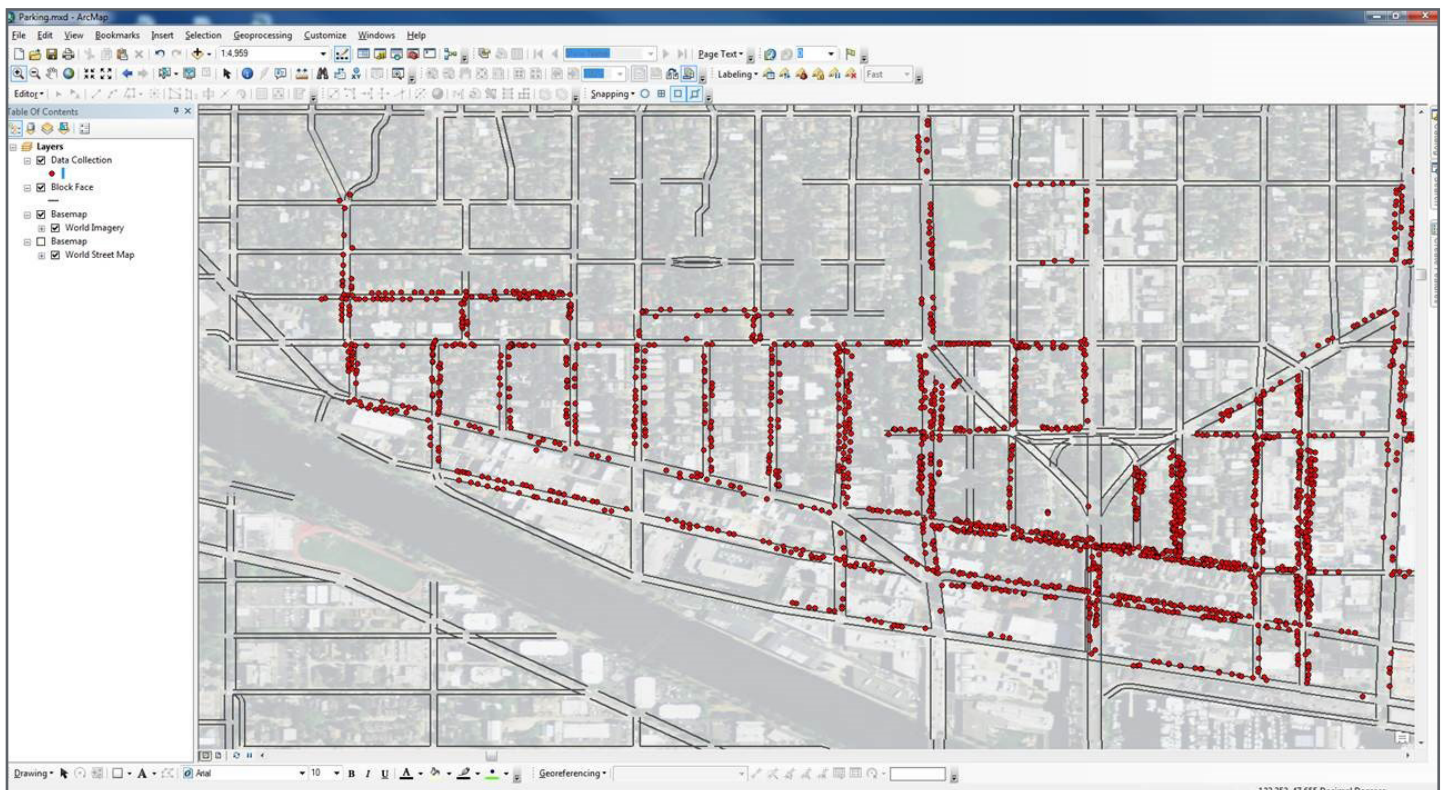 Parking.mxd - ArcMap
File Edit View Bookmarks Insert Selection Geoprocessing Customize Windows Help
1:4,959
Page Text
Labeling Fast
Editor Snapping
Table Of Contents
Layers
Data Collection
Block Face
Basemap
World Imagery
Basemap
World Street Map
Drawing A Arial 10 B I U A Georeferencing